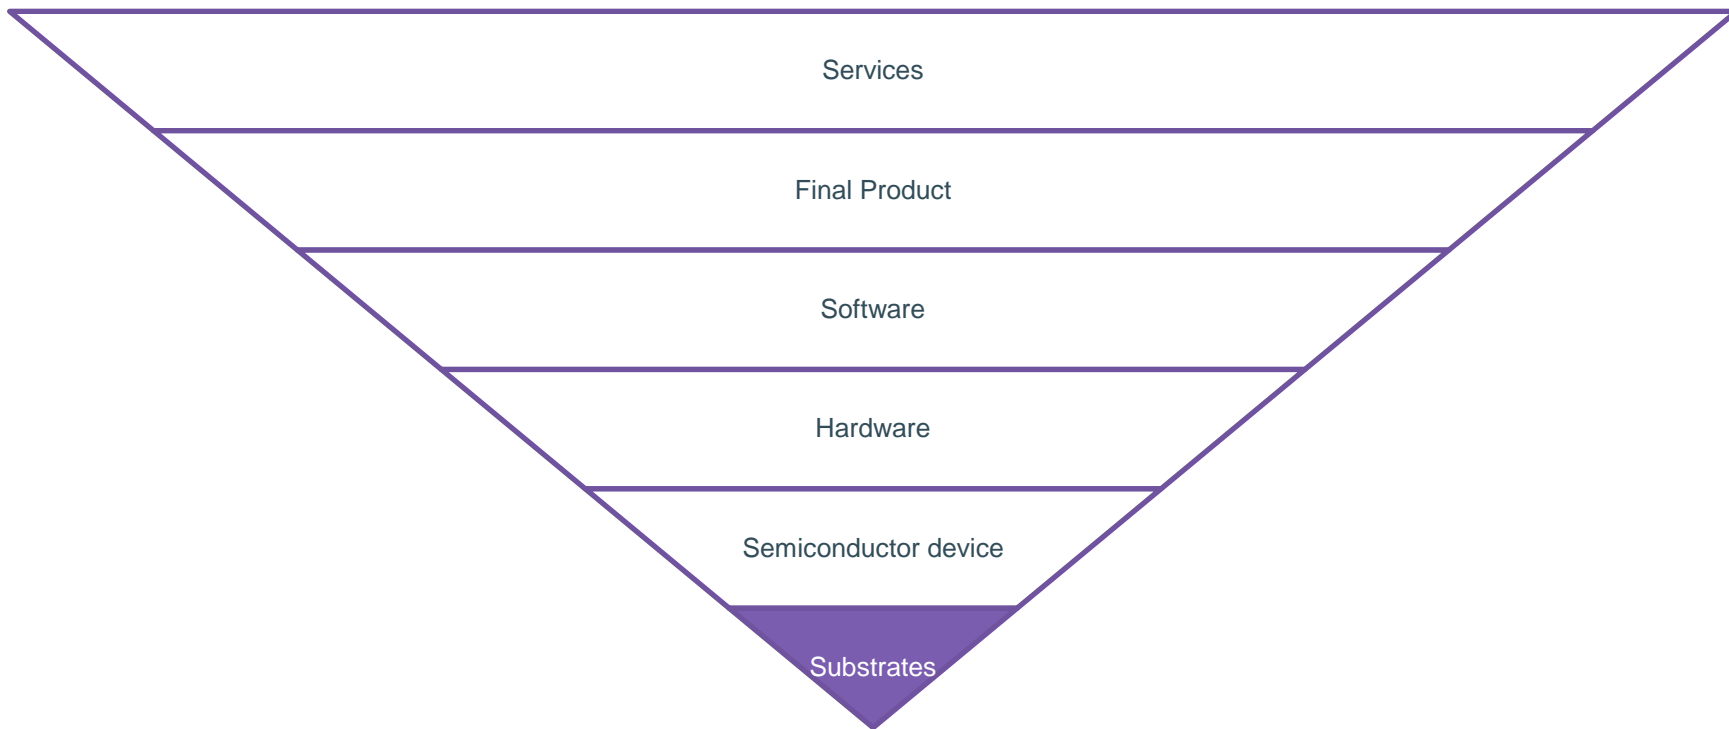 Services
Final Product
Software
Hardware
Semiconductor device
Substrates